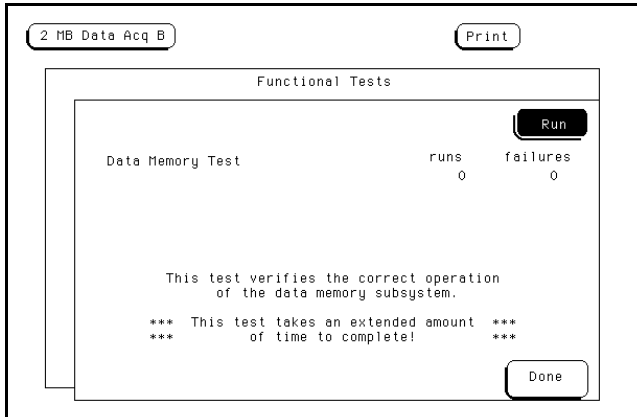 2 MB Data Acq B
Print
Functional Tests
Run
Data Memory Test runs failures
0 0
This test verifies the correct operation
of the data memory subsystem.
*** This test takes an extended amount ***
*** of time to complete! ***
Done